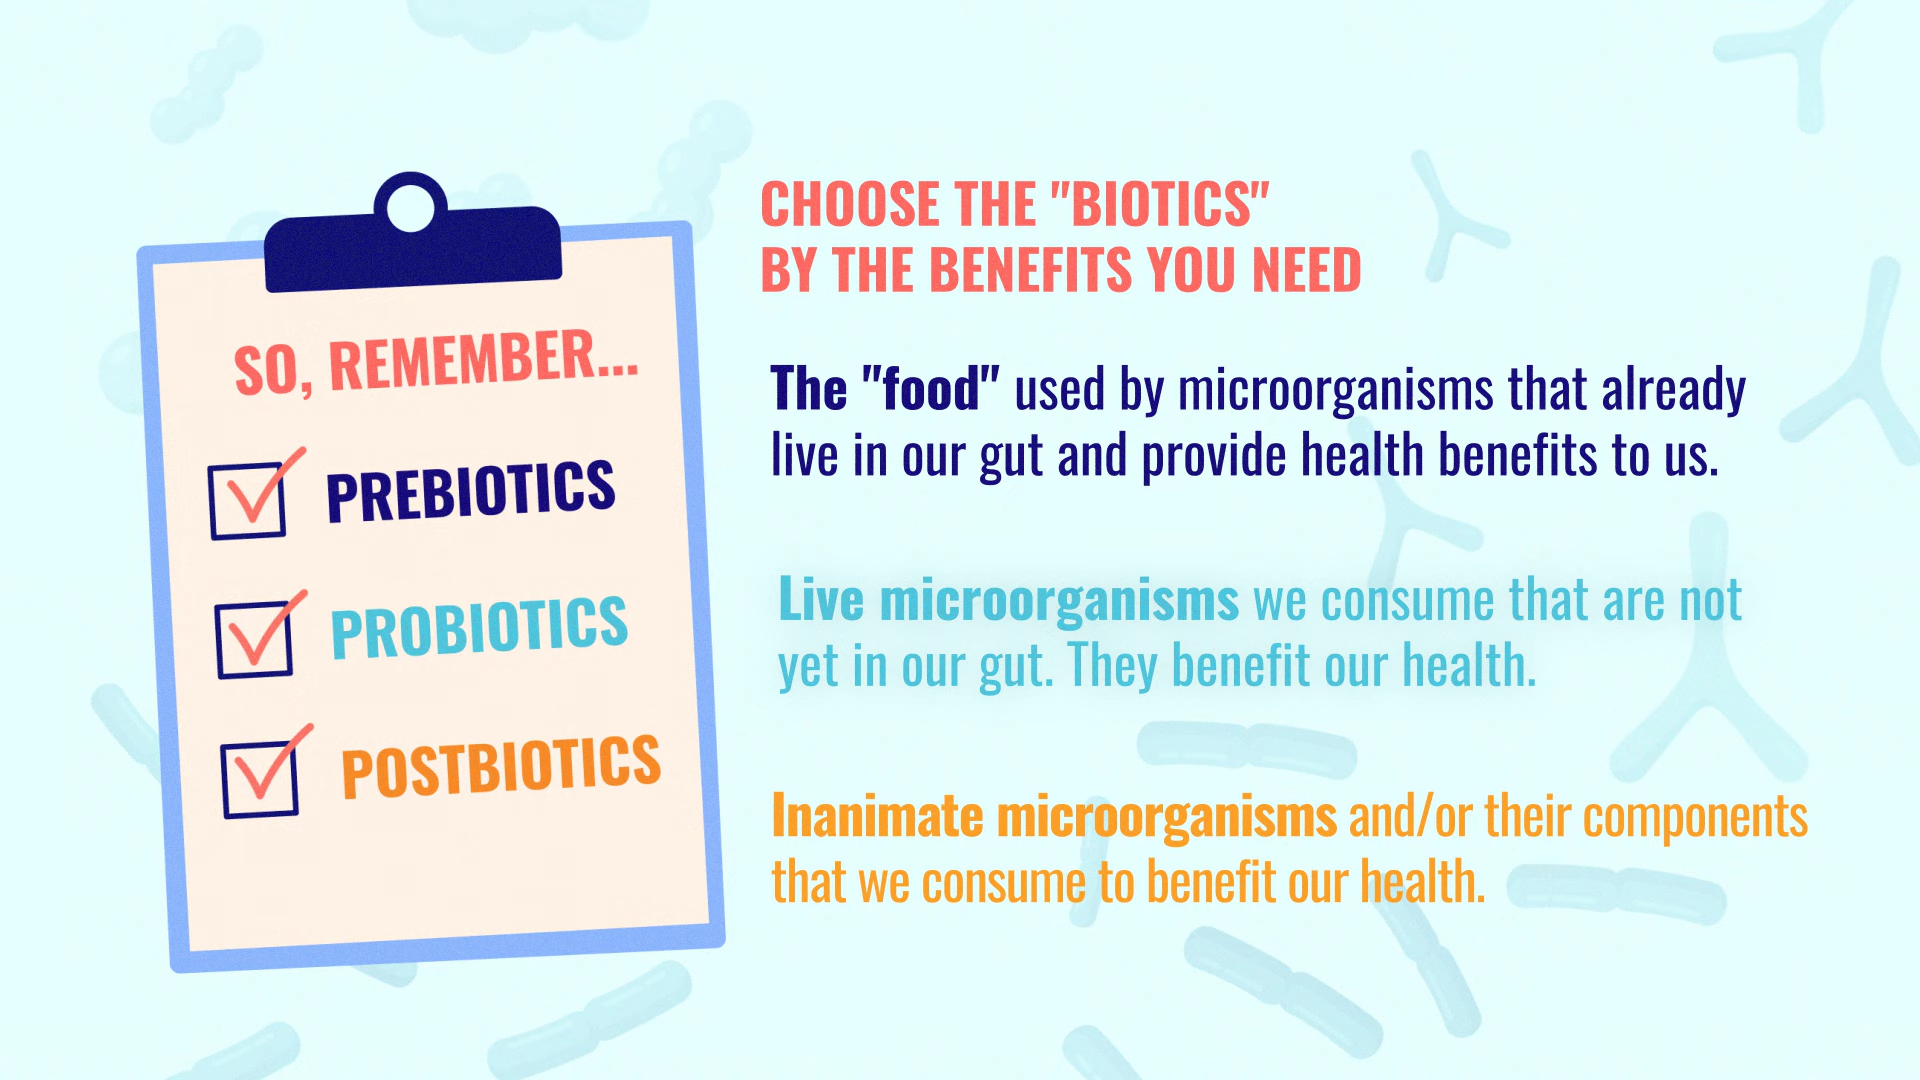 SO, REMEMBER...
PREBIOTICS
PROBIOTICS
POSTBIOTICS
CHOOSE THE "BIOTICS"
BY THE BENEFITS YOU NEED
The "food" used by microorganisms that already
live in our gut and provide health benefits to us.
Live microorganisms we consume that are not
yet in our gut. They benefit our health.
Inanimate microorganisms and/or their components
that we consume to benefit our health.